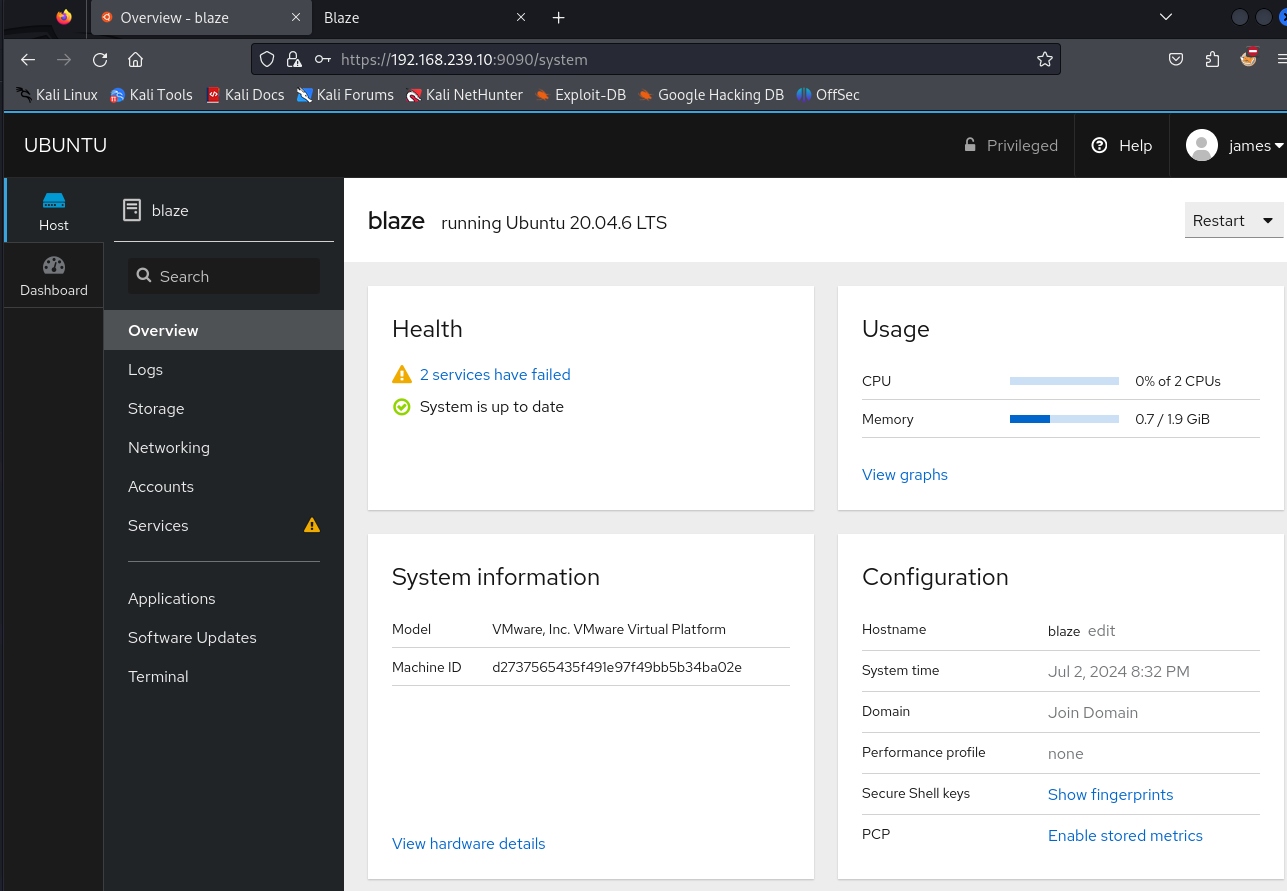 Overview - blaze
Blaze
https://192.168.239.10:9090/system
Kali Linux Kali Tools Kali Docs Kali Forums Kali NetHunter Exploit-DB Google Hacking DB OffSec
UBUNTU
Privileged
Help
james
Host
Dashboard
blaze
Search
Overview
Logs
Storage
Networking
Accounts
Services
Applications
Software Updates
Terminal
blaze running Ubuntu 20.04.6 LTS
Restart
Health
2 services have failed
System is up to date
Usage
CPU 0% of 2 CPUs
Memory 0.7 / 1.9 GiB
View graphs
System information
Model VMware, Inc. VMware Virtual Platform
Machine ID d2737565435f491e97f49bb5b34ba02e
View hardware details
Configuration
Hostname blaze edit
System time Jul 2, 2024 8:32 PM
Domain Join Domain
Performance profile none
Secure Shell keys Show fingerprints
PCP Enable stored metrics